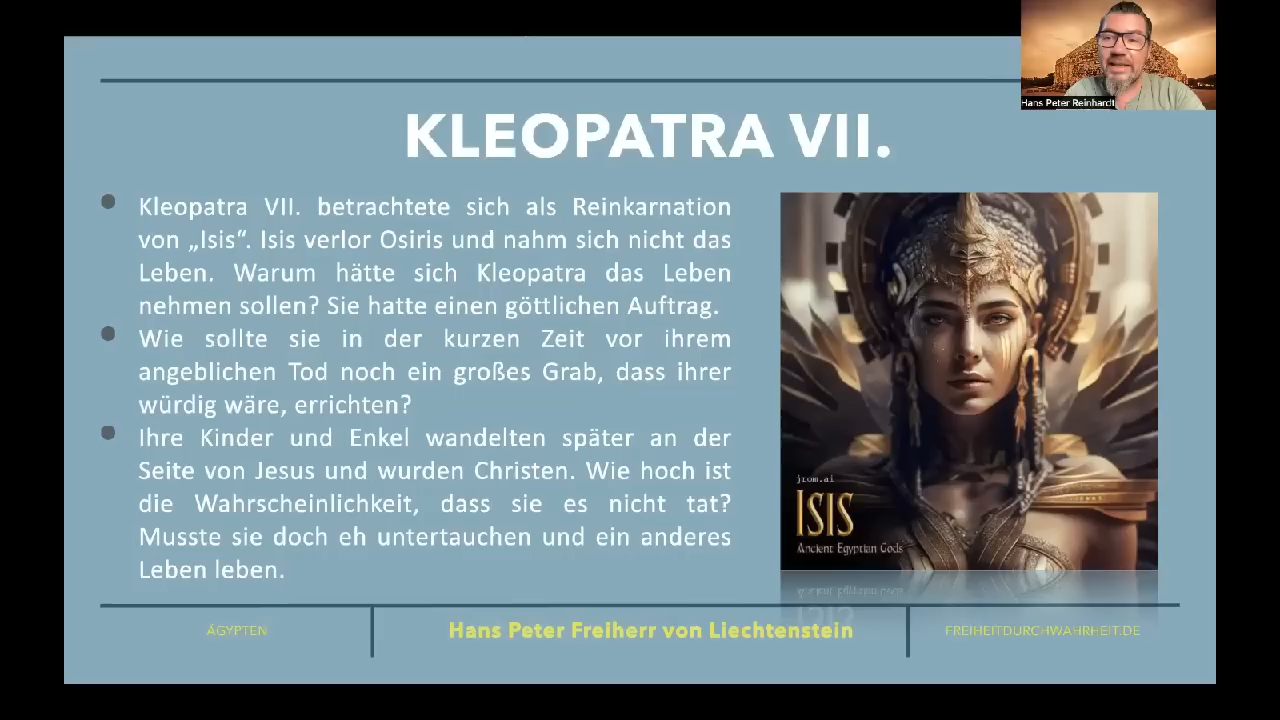 Hans Peter Reinhardt
KLEOPATRA VII.
Kleopatra VII. betrachtete sich als Reinkarnation
von „Isis“. Isis verlor Osiris und nahm sich nicht das
Leben. Warum hätte sich Kleopatra das Leben
nehmen sollen? Sie hatte einen göttlichen Auftrag.
Wie sollte sie in der kurzen Zeit vor ihrem
angeblichen Tod noch ein großes Grab, dass ihrer
würdig wäre, errichten?
Ihre Kinder und Enkel wandelten später an der
Seite von Jesus und wurden Christen. Wie hoch ist
die Wahrscheinlichkeit, dass sie es nicht tat?
Musste sie doch eh untertauchen und ein anderes
Leben leben.
jrom.ai
ISIS
Ancient Egyptian Gods
ÄGYPTEN
Hans Peter Freiherr von Liechtenstein
FREIHEITDURCHWAHRHEIT.DE